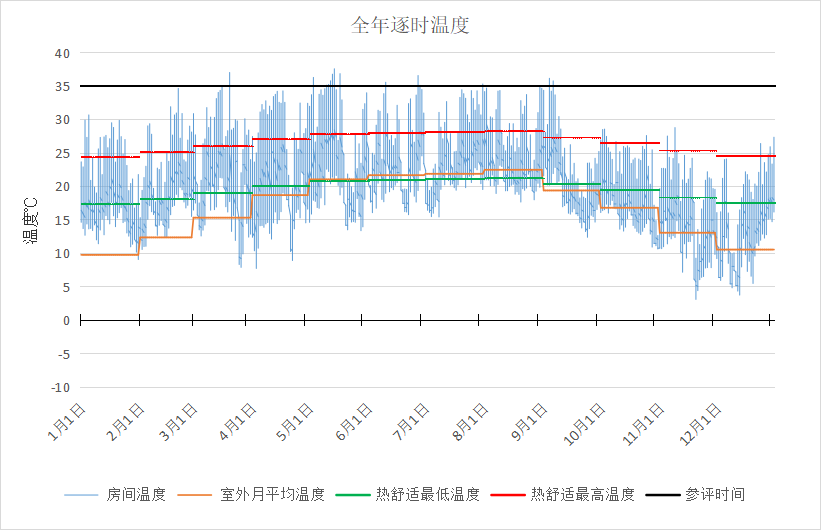 全年逐时温度
40
35
30
25
20
15
10
5
0
-5
-10
温度℃
1月1日
2月1日
3月1日
4月1日
5月1日
6月1日
7月1日
8月1日
9月1日
10月1日
11月1日
12月1日
房间温度 室外月平均温度 热舒适最低温度 热舒适最高温度 参评时间